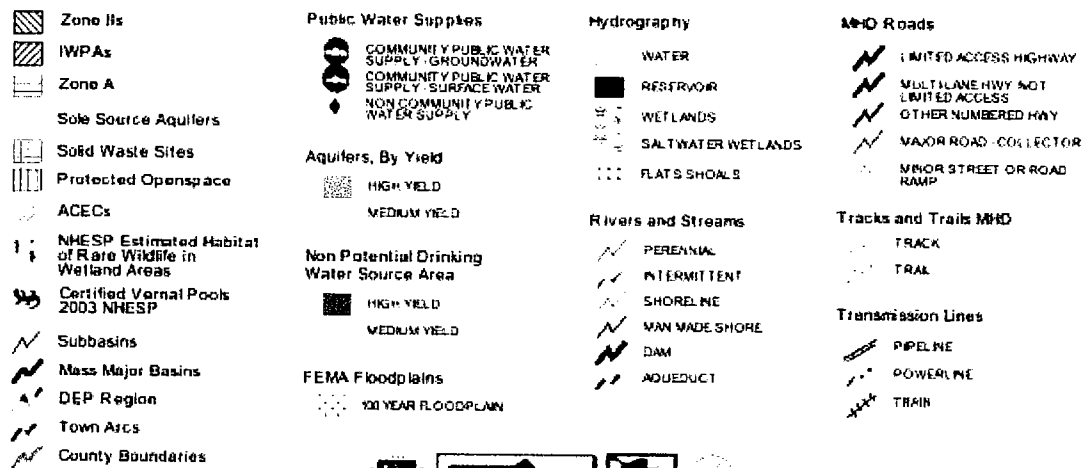 Zone IIs
IWPAs
Zone A
Sole Source Aquifers
Solid Waste Sites
Protected Openspace
ACECs
NHESP Estimated Habitat
of Rare Wildlife in
Wetland Areas
Certified Vernal Pools
2003 NHESP
Subbasins
Mass Major Basins
DEP Region
Town Arcs
County Boundaries
Public Water Supplies
COMMUNITY PUBLIC WATER
SUPPLY - GROUNDWATER
COMMUNITY PUBLIC WATER
SUPPLY - SURFACE WATER
NON COMMUNITY PUBLIC
WATER SUPPLY
Aquifers, By Yield
HIGH YIELD
MEDIUM YIELD
Non Potential Drinking
Water Source Area
HIGH YIELD
MEDIUM YIELD
FEMA Floodplains
100 YEAR FLOODPLAIN
Hydrography
WATER
RESERVOIR
WETLANDS
SALTWATER WETLANDS
FLATS SHOALS
Rivers and Streams
PERENNIAL
INTERMITTENT
SHORELINE
MAN MADE SHORE
DAM
AQUEDUCT
MHD Roads
LIMITED ACCESS HIGHWAY
MULTI-LANE HWY NOT
LIMITED ACCESS
OTHER NUMBERED HWY
MAJOR ROAD - COLLECTOR
MINOR STREET OR ROAD
RAMP
Tracks and Trails MHD
TRACK
TRAIL
Transmission Lines
PIPELINE
POWERLINE
TRAIN